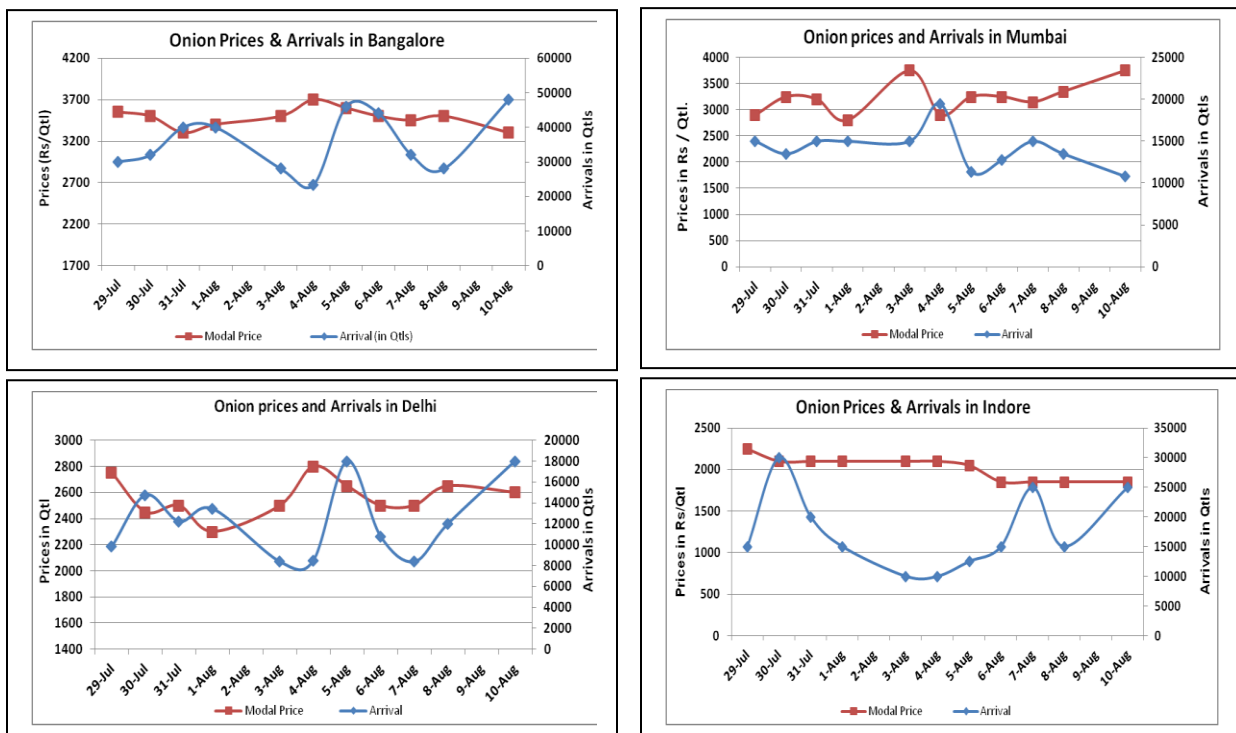 Onion Prices & Arrivals in Bangalore
4200
3700
3200
2700
2200
1700
Prices (Rs/Qtl)
60000
50000
40000
30000
20000
10000
0
Arrivals in Qtls
29-Jul
30-Jul
31-Jul
1-Aug
2-Aug
3-Aug
4-Aug
5-Aug
6-Aug
7-Aug
8-Aug
9-Aug
10-Aug
Modal Price
Arrival (in Qtls)
Onion prices and Arrivals in Mumbai
4000
3500
3000
2500
2000
1500
1000
500
0
Prices in Rs / Qtl.
25000
20000
15000
10000
5000
0
Arrivals in Qtls
29-Jul
30-Jul
31-Jul
1-Aug
2-Aug
3-Aug
4-Aug
5-Aug
6-Aug
7-Aug
8-Aug
9-Aug
10-Aug
Modal Price
Arrival
Onion prices and Arrivals in Delhi
3000
2800
2600
2400
2200
2000
1800
1600
1400
Prices in Qtl
20000
18000
16000
14000
12000
10000
8000
6000
4000
2000
0
Arrivals in Qtls
29-Jul
30-Jul
31-Jul
1-Aug
2-Aug
3-Aug
4-Aug
5-Aug
6-Aug
7-Aug
8-Aug
9-Aug
10-Aug
Modal Price
Arrival
Onion Prices & Arrivals in Indore
2500
2000
1500
1000
500
0
Prices in Rs/Qtl
35000
30000
25000
20000
15000
10000
5000
0
Arrivals in Qtls
29-Jul
30-Jul
31-Jul
1-Aug
2-Aug
3-Aug
4-Aug
5-Aug
6-Aug
7-Aug
8-Aug
9-Aug
10-Aug
Modal Price
Arrival